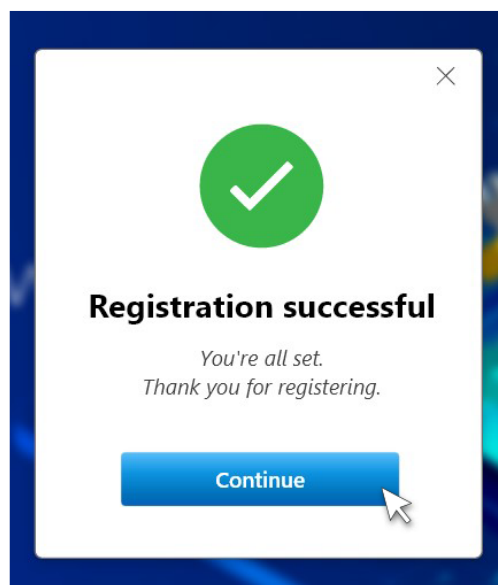 Registration successful
You're all set.
Thank you for registering.
Continue